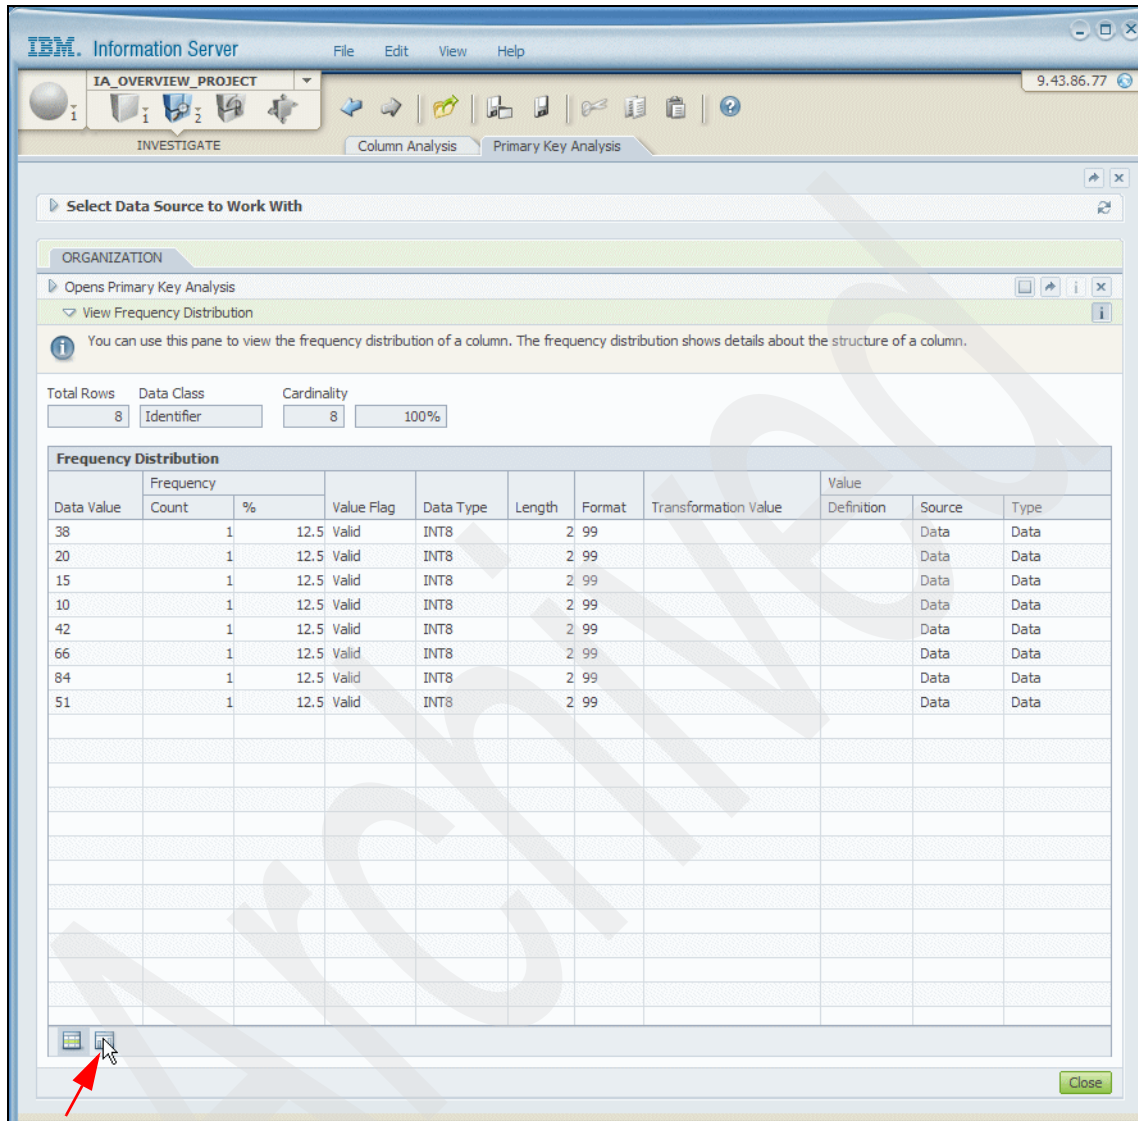 IBM. Information Server File Edit View Help
IA_OVERVIEW_PROJECT 9.43.86.77
1 1 2
INVESTIGATE Column Analysis Primary Key Analysis
Select Data Source to Work With
ORGANIZATION
Opens Primary Key Analysis
View Frequency Distribution
You can use this pane to view the frequency distribution of a column. The frequency distribution shows details about the structure of a column.
Total Rows Data Class Cardinality
8 Identifier 8 100%
Frequency Distribution
Frequency Value
Data Value Count % Value Flag Data Type Length Format Transformation Value Definition Source Type
38 1 12.5 Valid INT8 2 99 Data Data
20 1 12.5 Valid INT8 2 99 Data Data
15 1 12.5 Valid INT8 2 99 Data Data
10 1 12.5 Valid INT8 2 99 Data Data
42 1 12.5 Valid INT8 2 99 Data Data
66 1 12.5 Valid INT8 2 99 Data Data
84 1 12.5 Valid INT8 2 99 Data Data
51 1 12.5 Valid INT8 2 99 Data Data
Close
Archived